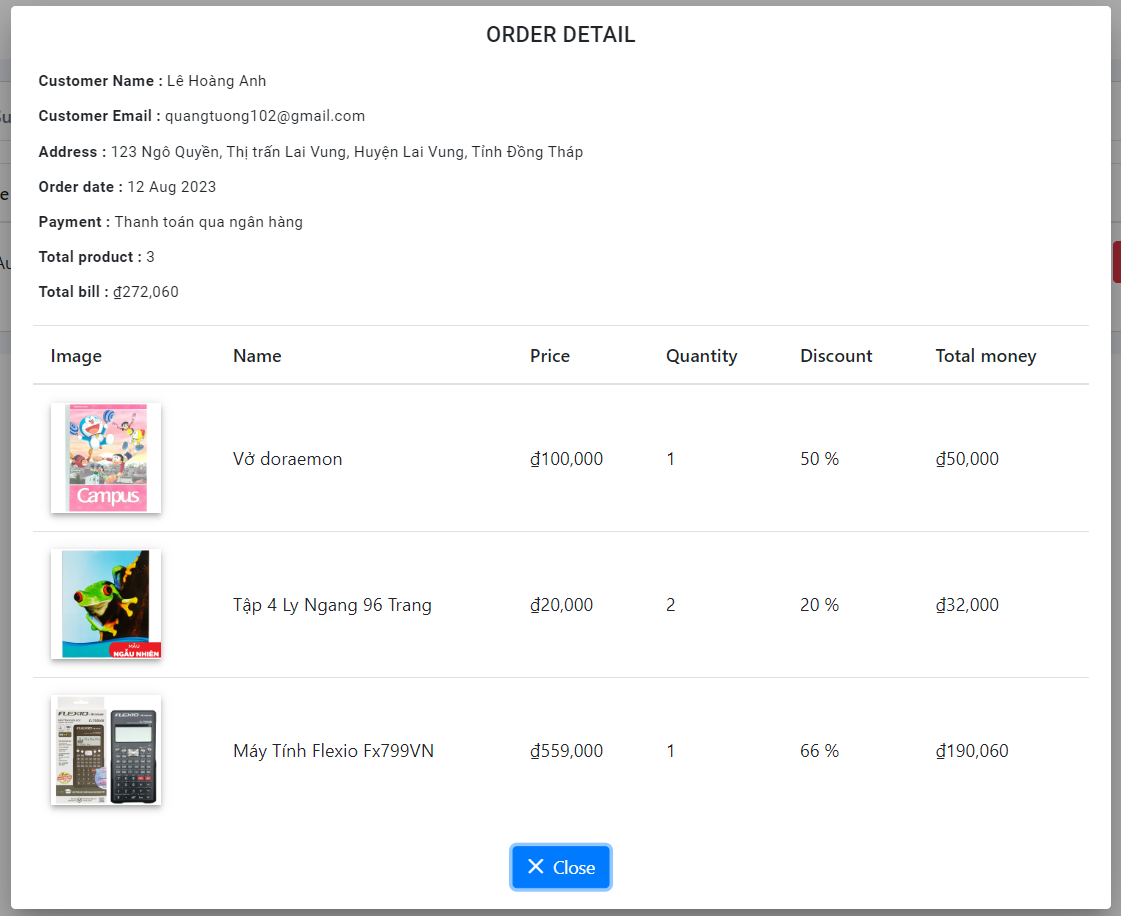 ORDER DETAIL
Customer Name : Lê Hoàng Anh
Customer Email : quangtuong102@gmail.com
Address : 123 Ngô Quyền, Thị trấn Lai Vung, Huyện Lai Vung, Tỉnh Đồng Tháp
Order date : 12 Aug 2023
Payment : Thanh toán qua ngân hàng
Total product : 3
Total bill : ₫272,060
Image Name Price Quantity Discount Total money
Campus
Vở doraemon ₫100,000 1 50 % ₫50,000
MẪU
NGẪU NHIÊN
Tập 4 Ly Ngang 96 Trang ₫20,000 2 20 % ₫32,000
FLEXIO
FLEXIO
Máy Tính Flexio Fx799VN ₫559,000 1 66 % ₫190,060
Close